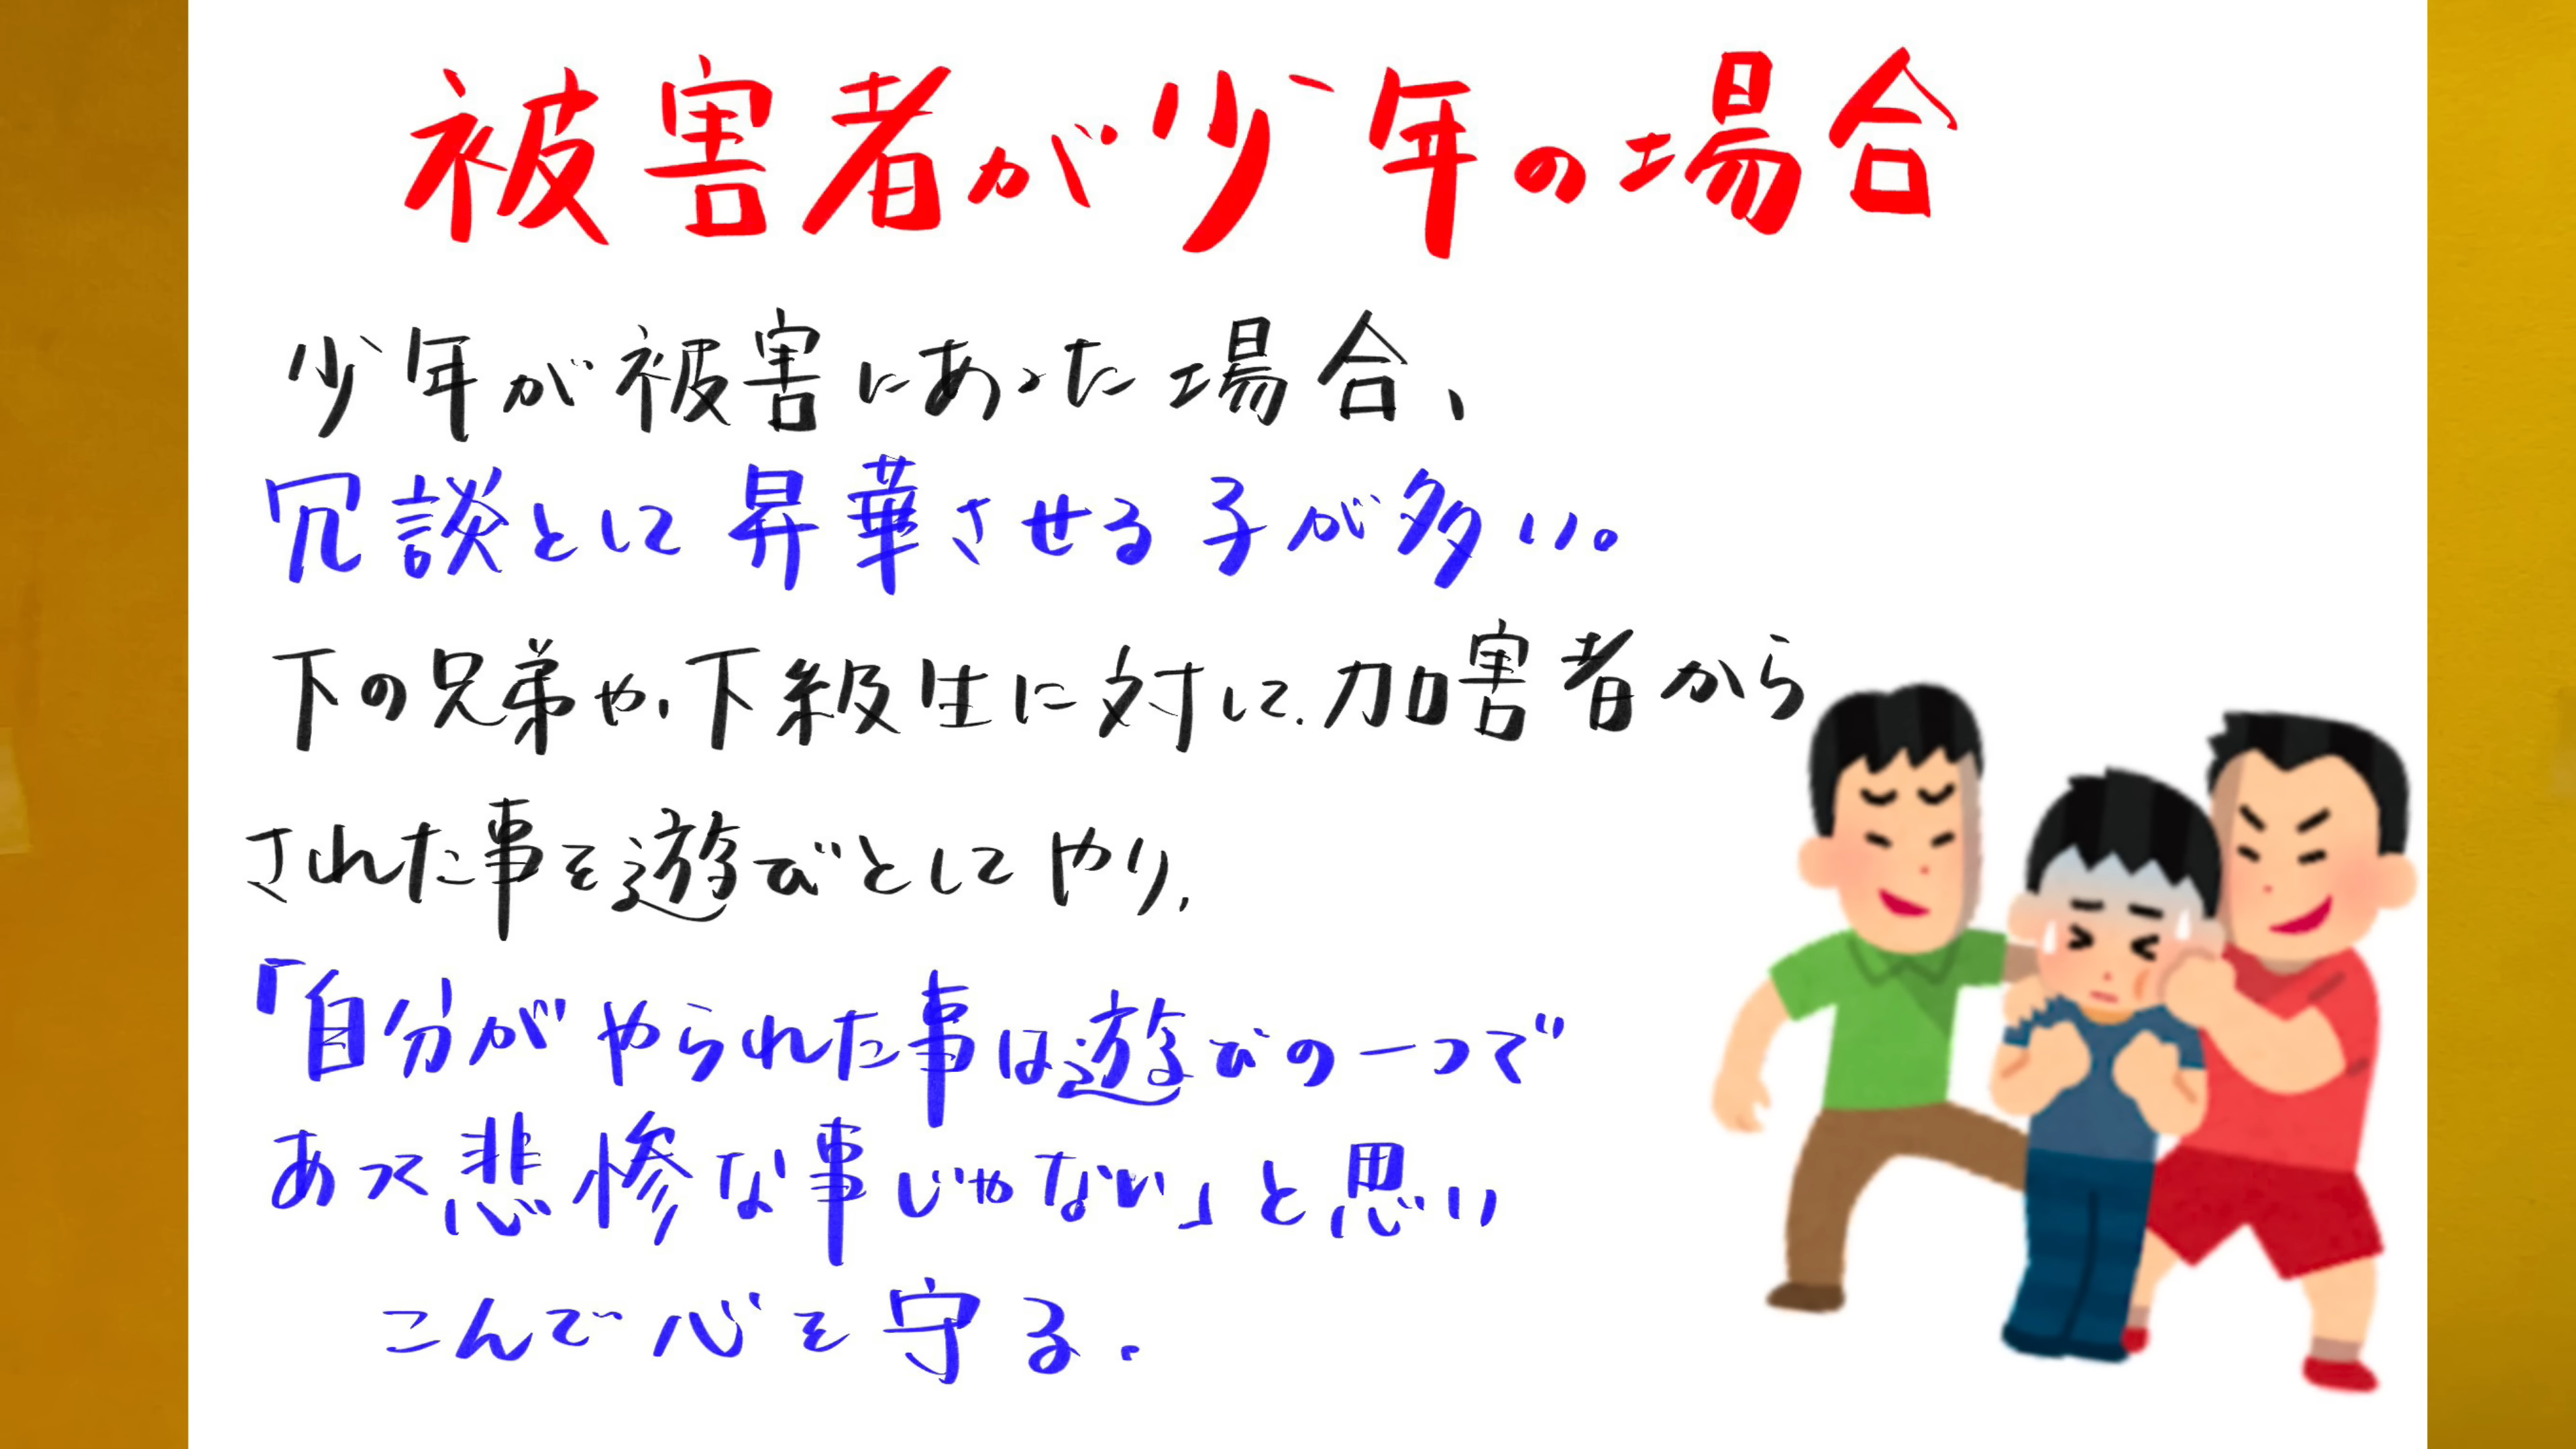 被害者が少年の場合
少年が被害にあった場合、
冗談として昇華させる子が多い。
下の兄弟や、下級生に対して、加害者から
された事を遊びとしてやり、
「自分がやられた事は遊びの一つで
あって悲惨な事じゃない」と思い
こんで心を守る。